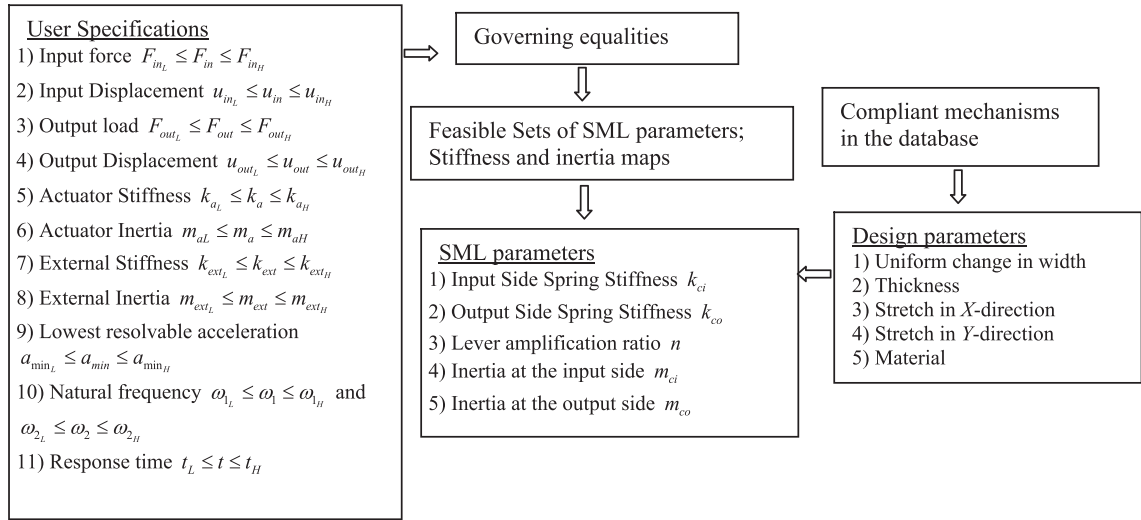 User Specifications
1) Input force F_{in_L} ≤ F_{in} ≤ F_{in_H}
2) Input Displacement u_{in_L} ≤ u_{in} ≤ u_{in_H}
3) Output load F_{out_L} ≤ F_{out} ≤ F_{out_H}
4) Output Displacement u_{out_L} ≤ u_{out} ≤ u_{out_H}
5) Actuator Stiffness k_{a_L} ≤ k_a ≤ k_{a_H}
6) Actuator Inertia m_{aL} ≤ m_a ≤ m_{aH}
7) External Stiffness k_{ext_L} ≤ k_{ext} ≤ k_{ext_H}
8) External Inertia m_{ext_L} ≤ m_{ext} ≤ m_{ext_H}
9) Lowest resolvable acceleration
a_{min_L} ≤ a_{min} ≤ a_{min_H}
10) Natural frequency ω_{1_L} ≤ ω_1 ≤ ω_{1_H} and
ω_{2_L} ≤ ω_2 ≤ ω_{2_H}
11) Response time t_L ≤ t ≤ t_H
Governing equalities
Feasible Sets of SML parameters;
Stiffness and inertia maps
SML parameters
1) Input Side Spring Stiffness k_{ci}
2) Output Side Spring Stiffness k_{co}
3) Lever amplification ratio n
4) Inertia at the input side m_{ci}
5) Inertia at the output side m_{co}
Compliant mechanisms
in the database
Design parameters
1) Uniform change in width
2) Thickness
3) Stretch in X-direction
4) Stretch in Y-direction
5) Material